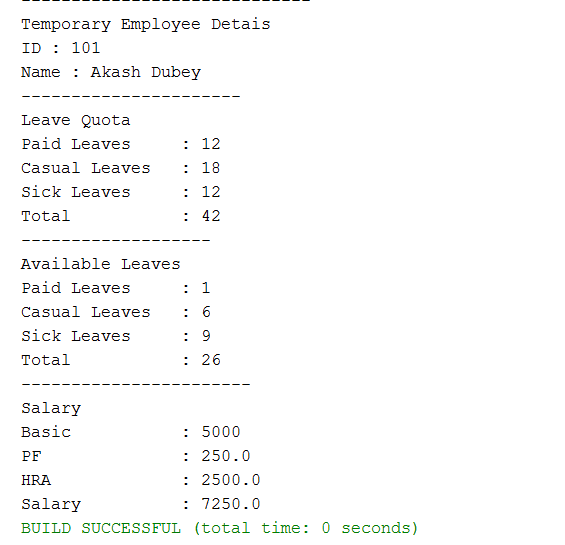 -----------------------------
Temporary Employee Detais
ID : 101
Name : Akash Dubey
----------------------
Leave Quota
Paid Leaves     : 12
Casual Leaves   : 18
Sick Leaves     : 12
Total           : 42
-------------------
Available Leaves
Paid Leaves     : 1
Casual Leaves   : 6
Sick Leaves     : 9
Total           : 26
-----------------------
Salary
Basic           : 5000
PF              : 250.0
HRA             : 2500.0
Salary          : 7250.0
BUILD SUCCESSFUL (total time: 0 seconds)